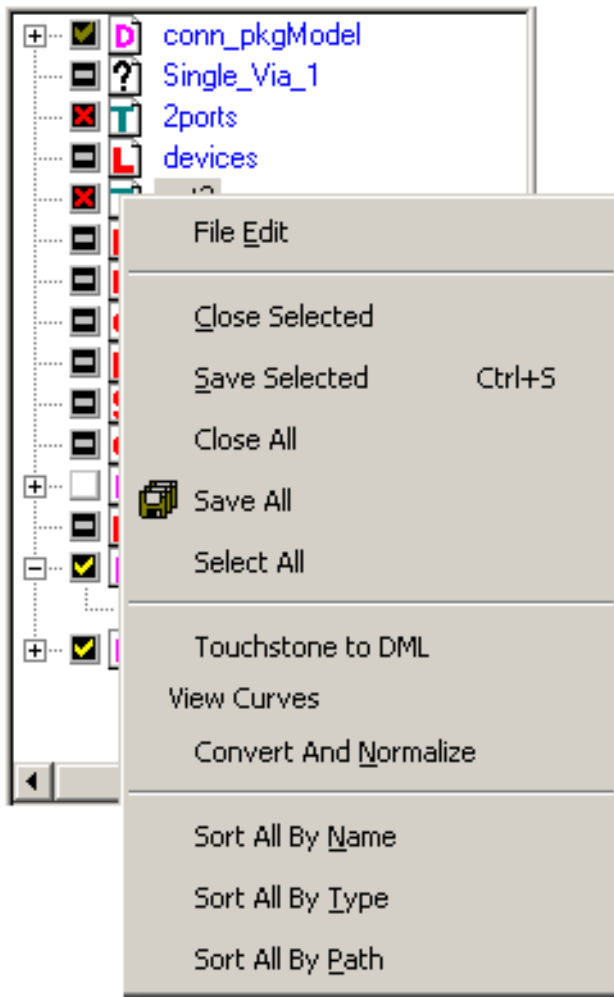 D conn_pkgModel
? Single_Via_1
T 2ports
L devices
File Edit
Close Selected
Save Selected Ctrl+S
Close All
Save All
Select All
Touchstone to DML
View Curves
Convert And Normalize
Sort All By Name
Sort All By Type
Sort All By Path